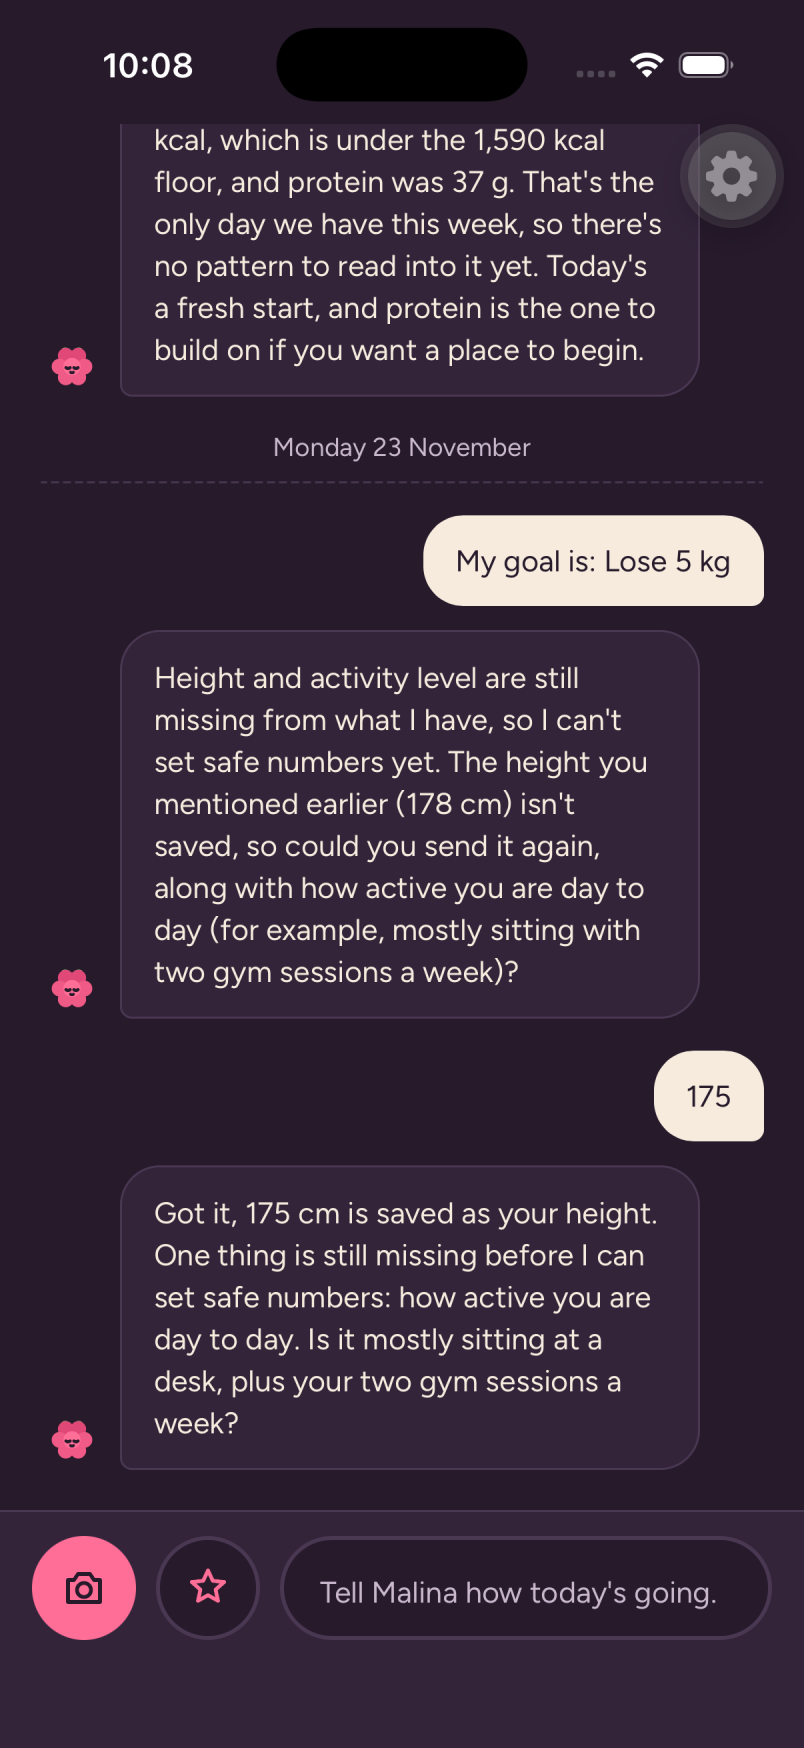 10:08
kcal, which is under the 1,590 kcal
floor, and protein was 37 g. That's the
only day we have this week, so there's
no pattern to read into it yet. Today's
a fresh start, and protein is the one to
build on if you want a place to begin.
Monday 23 November
My goal is: Lose 5 kg
Height and activity level are still
missing from what I have, so I can't
set safe numbers yet. The height you
mentioned earlier (178 cm) isn't
saved, so could you send it again,
along with how active you are day to
day (for example, mostly sitting with
two gym sessions a week)?
175
Got it, 175 cm is saved as your height.
One thing is still missing before I can
set safe numbers: how active you are
day to day. Is it mostly sitting at a
desk, plus your two gym sessions a
week?
Tell Malina how today's going.